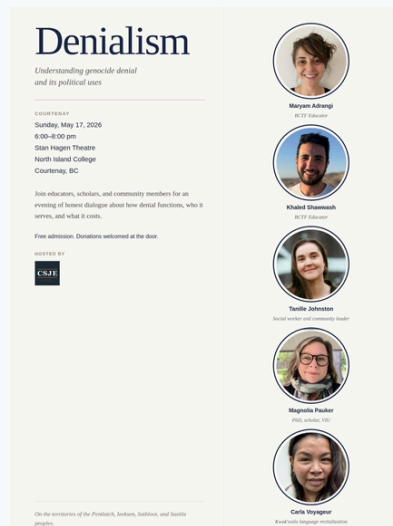 Denialism
Understanding genocide denial
and its political uses
COURTENAY
Sunday, May 17, 2026
6:00–8:00 pm
Stan Hagen Theatre
North Island College
Courtenay, BC
Join educators, scholars, and community members for an
evening of honest dialogue about how denial functions, who it
serves, and what it costs.
Free admission. Donations welcomed at the door.
HOSTED BY
CSJE
On the territories of the Pentlatch, Ieeksen, Sathloot, and Sasitla
peoples.
Maryam Adrangi
BCTF Educator
Khaled Shawwash
BCTF Educator
Tanille Johnston
Social worker and community leader
Magnolia Pauker
PhD, scholar, VIU
Carla Voyageur
Kwak'wala language revitalization